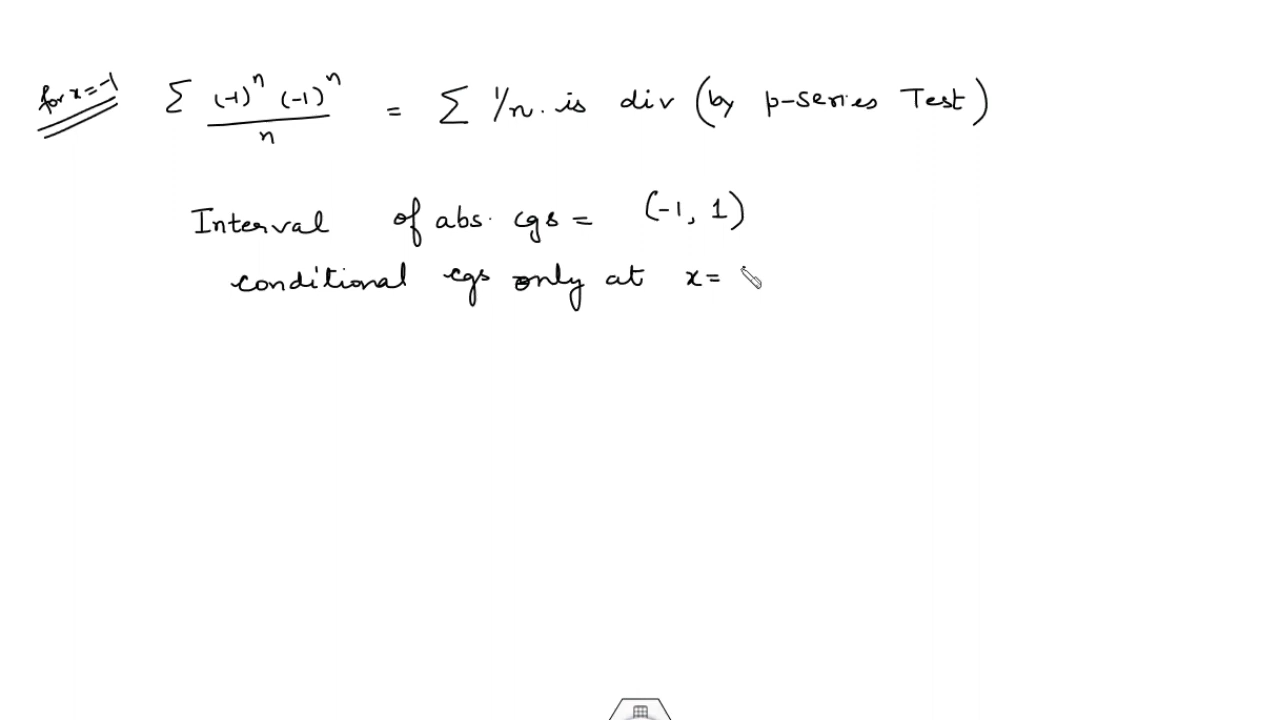 for x=-1 Σ (-1)^n (-1)^n / n = Σ 1/n. is div (by p-series Test)
Interval of abs. cgs = (-1, 1)
conditional cgs only at x=